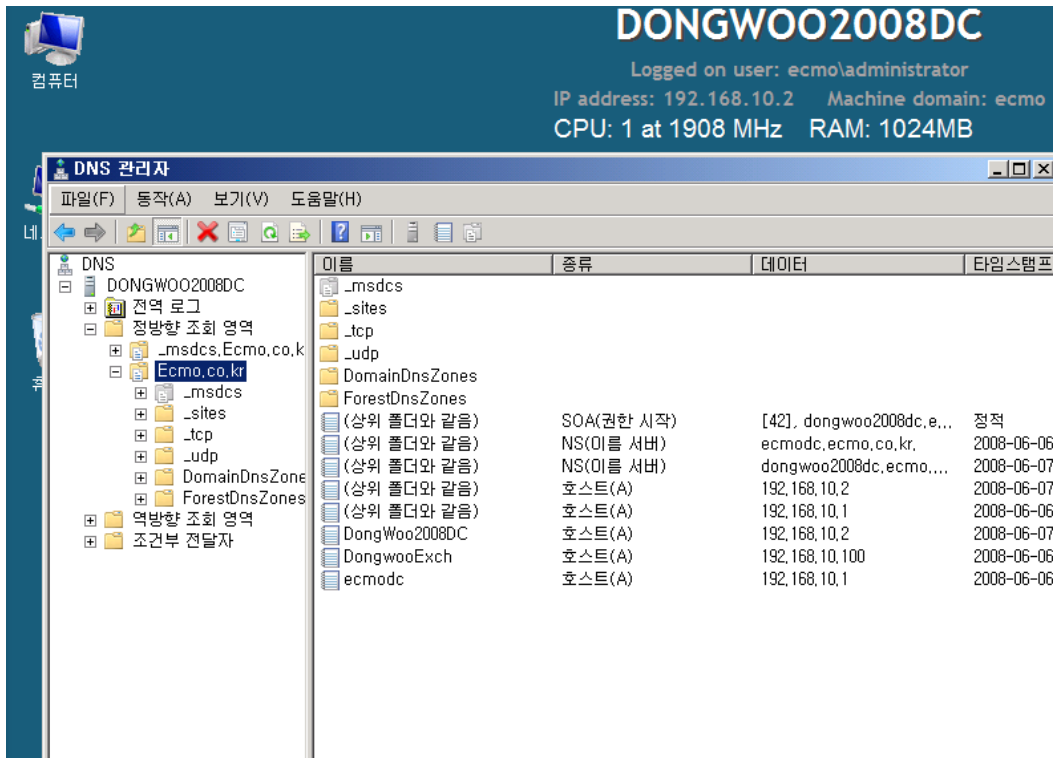 컴퓨터
DONGWOO2008DC
Logged on user: ecmo\administrator
IP address: 192.168.10.2 Machine domain: ecmo
CPU: 1 at 1908 MHz RAM: 1024MB
DNS 관리자
파일(F) 동작(A) 보기(V) 도움말(H)
네
휴
DNS
DONGWOO2008DC
전역 로그
정방향 조회 영역
_msdcs,Ecmo,co,k
Ecmo,co,kr
_msdcs
_sites
_tcp
_udp
DomainDnsZone
ForestDnsZones
역방향 조회 영역
조건부 전달자
이름 종류 데이터 타임스탬프
_msdcs
_sites
_tcp
_udp
DomainDnsZones
ForestDnsZones
(상위 폴더와 같음) SOA(권한 시작) [42], dongwoo2008dc,e,,, 정적
(상위 폴더와 같음) NS(이름 서버) ecmodc,ecmo,co,kr, 2008-06-06
(상위 폴더와 같음) NS(이름 서버) dongwoo2008dc,ecmo,,,, 2008-06-07
(상위 폴더와 같음) 호스트(A) 192,168,10,2 2008-06-07
(상위 폴더와 같음) 호스트(A) 192,168,10,1 2008-06-06
DongWoo2008DC 호스트(A) 192,168,10,2 2008-06-07
DongwooExch 호스트(A) 192,168,10,100 2008-06-06
ecmodc 호스트(A) 192,168,10,1 2008-06-06